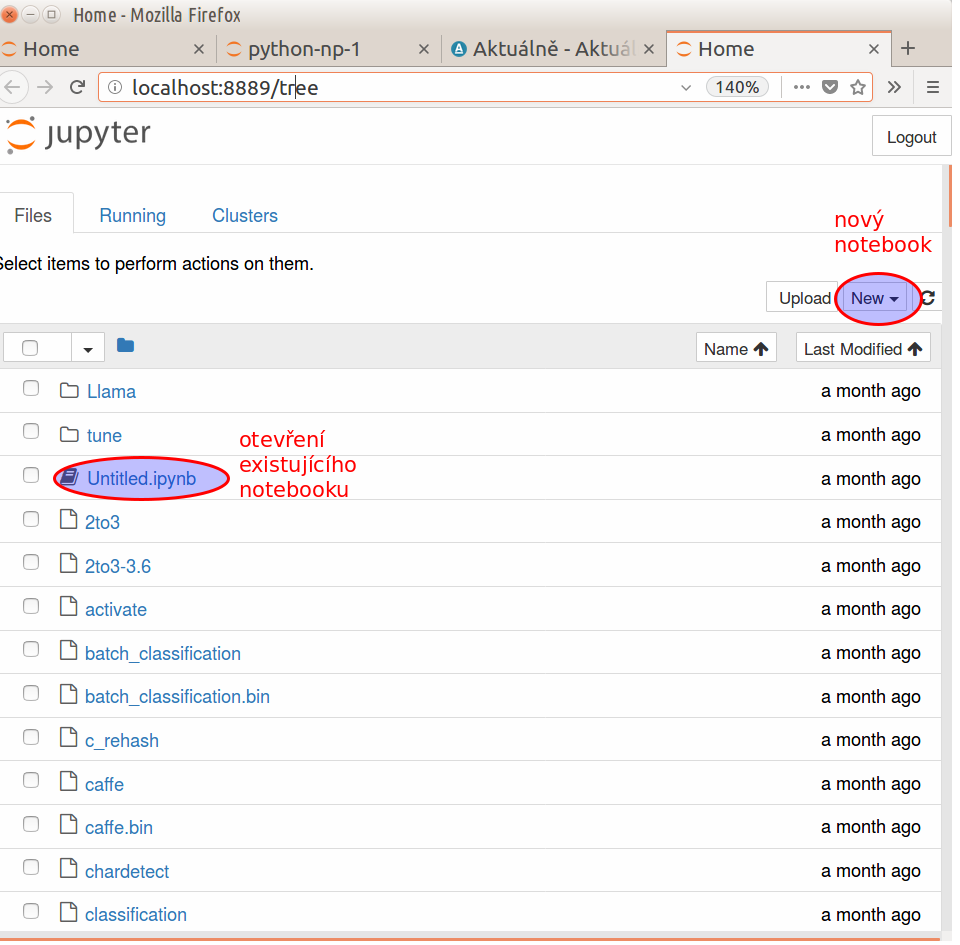 Home - Mozilla Firefox
Home × python-np-1 × Aktuálně - Aktuál × Home × +
localhost:8889/tree 140%
jupyter Logout
Files Running Clusters
nový
notebook
Select items to perform actions on them.
Upload New
Name Last Modified
Llama a month ago
tune a month ago
otevření
existujícího
notebooku
Untitled.ipynb a month ago
2to3 a month ago
2to3-3.6 a month ago
activate a month ago
batch_classification a month ago
batch_classification.bin a month ago
c_rehash a month ago
caffe a month ago
caffe.bin a month ago
chardetect a month ago
classification a month ago